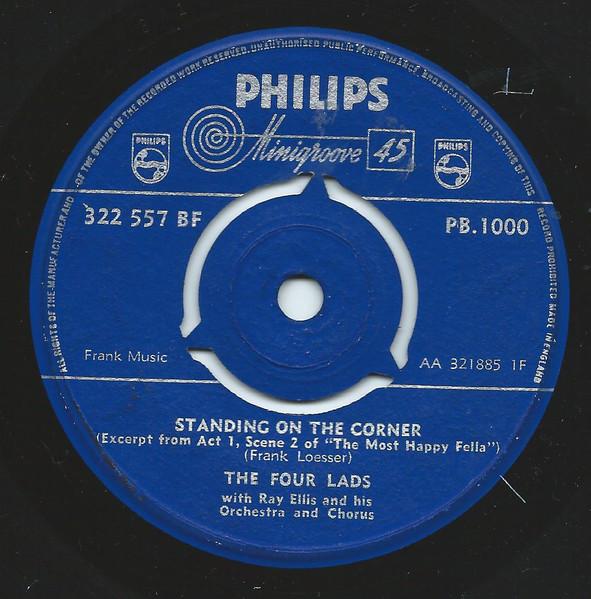 ALL RIGHTS OF THE MANUFACTURER AND OF THE OWNER OF THE RECORDED WORK RESERVED. UNAUTHORISED PUBLIC PERFORMANCE, BROADCASTING AND COPYING OF THIS RECORD PROHIBITED MADE IN ENGLAND
PHILIPS
Minigroove 45
PHILIPS
PHILIPS
322 557 BF
PB.1000
Frank Music
AA 321885 1F
STANDING ON THE CORNER
(Excerpt from Act 1, Scene 2 of "The Most Happy Fella")
(Frank Loesser)
THE FOUR LADS
with Ray Ellis and his
Orchestra and Chorus